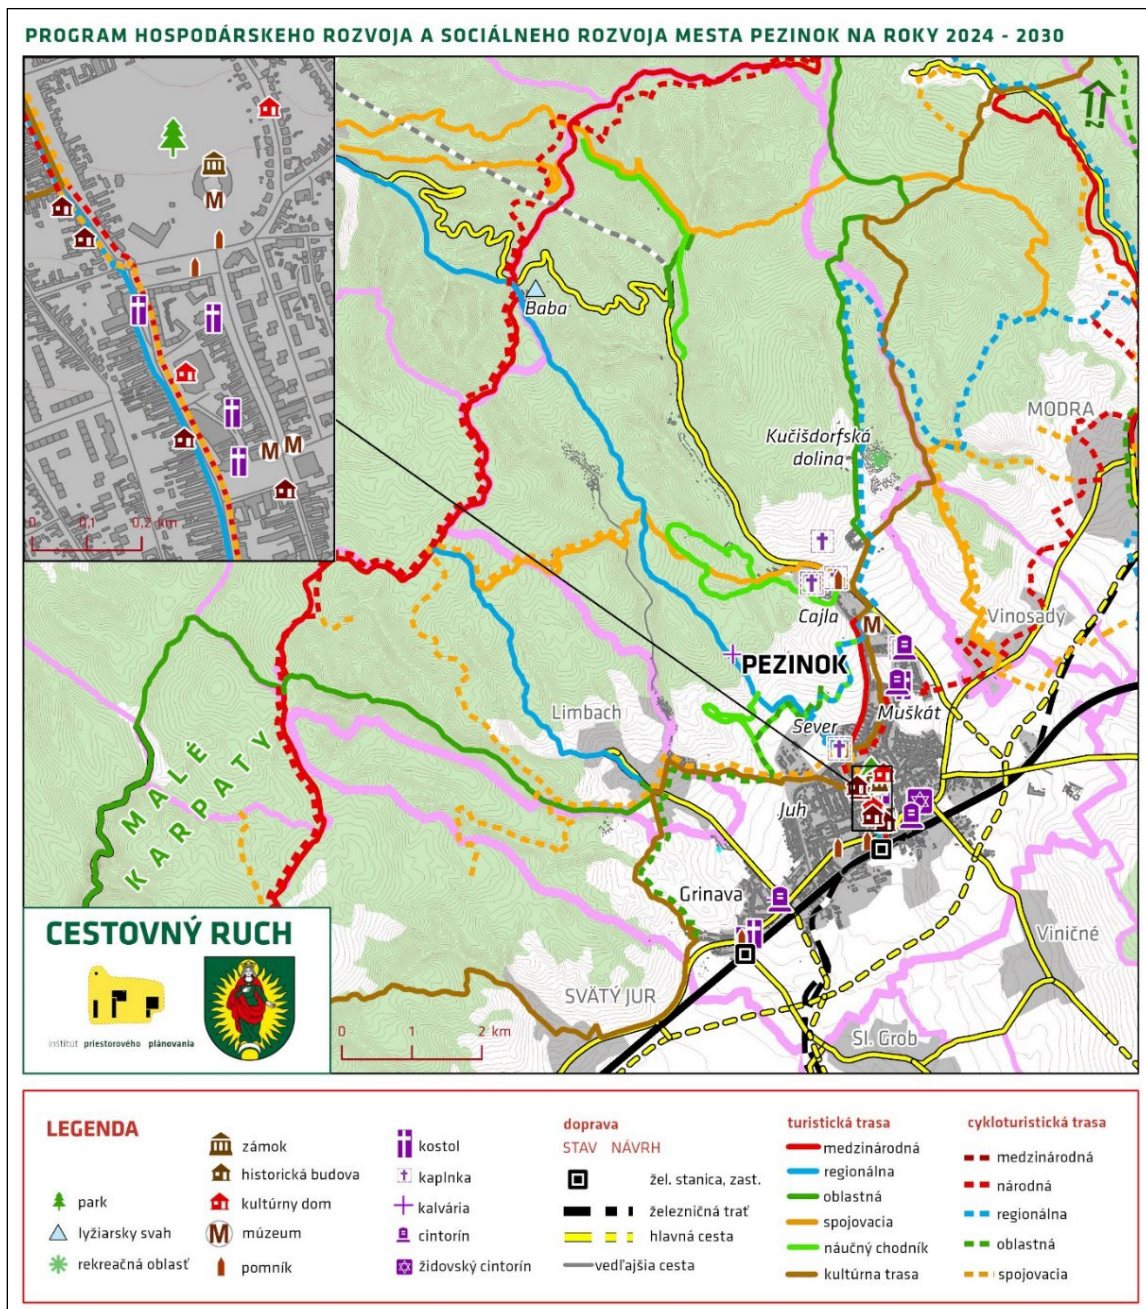 PROGRAM HOSPODÁRSKEHO ROZVOJA A SOCIÁLNEHO ROZVOJA MESTA PEZINOK NA ROKY 2024 - 2030
M
M
M
0 0,1 0,2 km
N
Baba
Kučišdorfská
dolina
MODRA
Cajla
M
Vinosady
PEZINOK
Limbach
Sever
Muškát
Juh
MALÉ
KARPATY
Grinava
Viničné
SVÄTÝ JUR
Sl. Grob
CESTOVNÝ RUCH
inštitút priestorového plánovania
0 1 2 km
LEGENDA
park
lyžiarsky svah
rekreačná oblasť
zámok
historická budova
kultúrny dom
M múzeum
pomník
kostol
kaplnka
kalvária
cintorín
židovský cintorín
doprava
STAV NÁVRH
žel. stanica, zast.
železničná trať
hlavná cesta
vedľajšia cesta
turistická trasa
medzinárodná
regionálna
oblastná
spojovacia
náučný chodník
kultúrna trasa
cykloturistická trasa
medzinárodná
národná
regionálna
oblastná
spojovacia